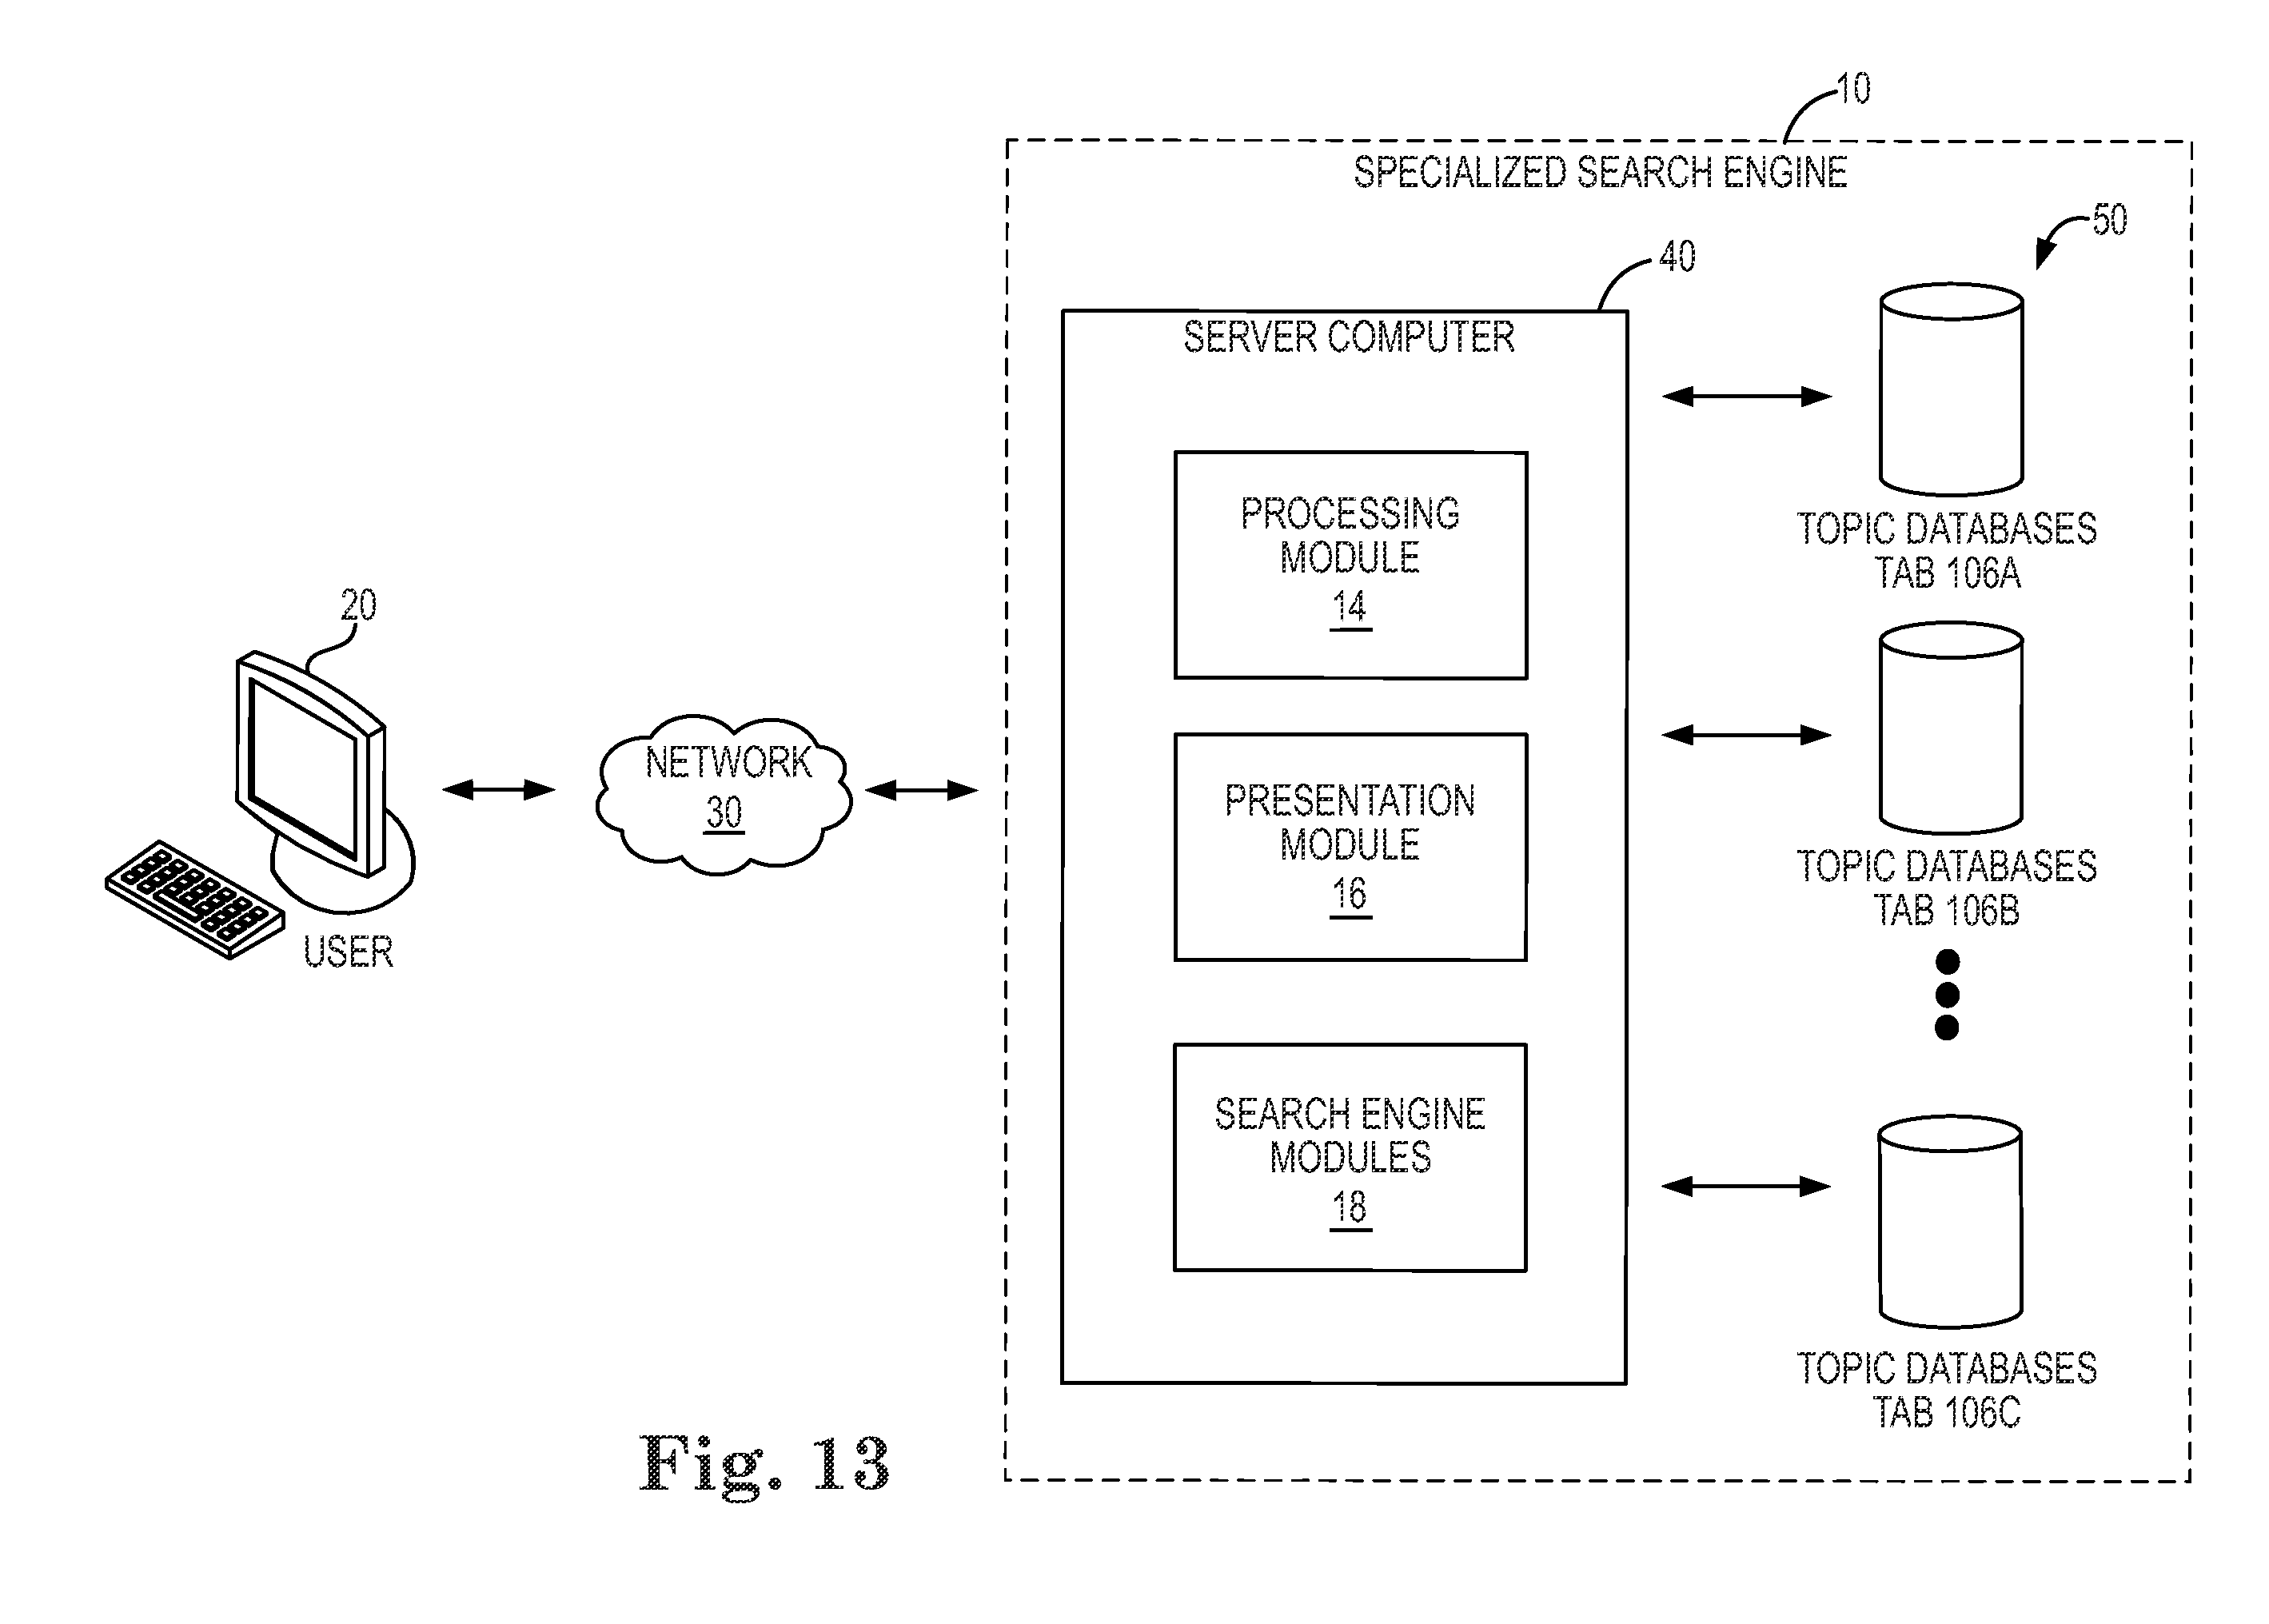 10
SPECIALIZED SEARCH ENGINE
50
40
SERVER COMPUTER
PROCESSING
MODULE
14
TOPIC DATABASES
TAB 106A
20
USER
NETWORK
30
PRESENTATION
MODULE
16
TOPIC DATABASES
TAB 106B
SEARCH ENGINE
MODULES
18
TOPIC DATABASES
TAB 106C
Fig. 13